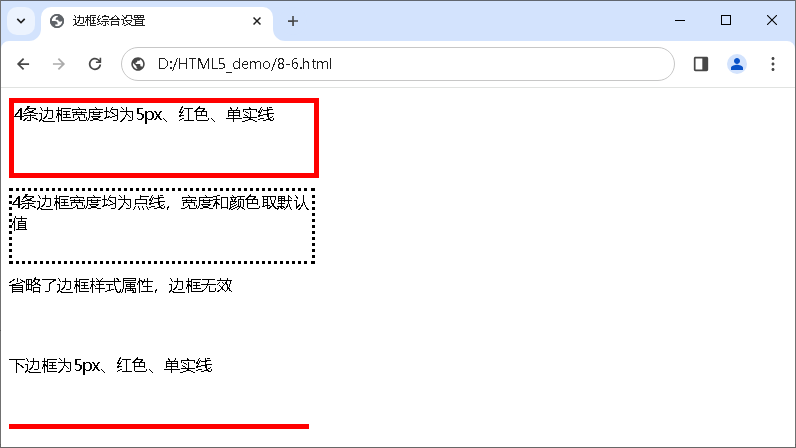 边框综合设置
D:/HTML5_demo/8-6.html
4条边框宽度均为5px、红色、单实线
4条边框宽度均为点线，宽度和颜色取默认
值
省略了边框样式属性，边框无效
下边框为5px、红色、单实线